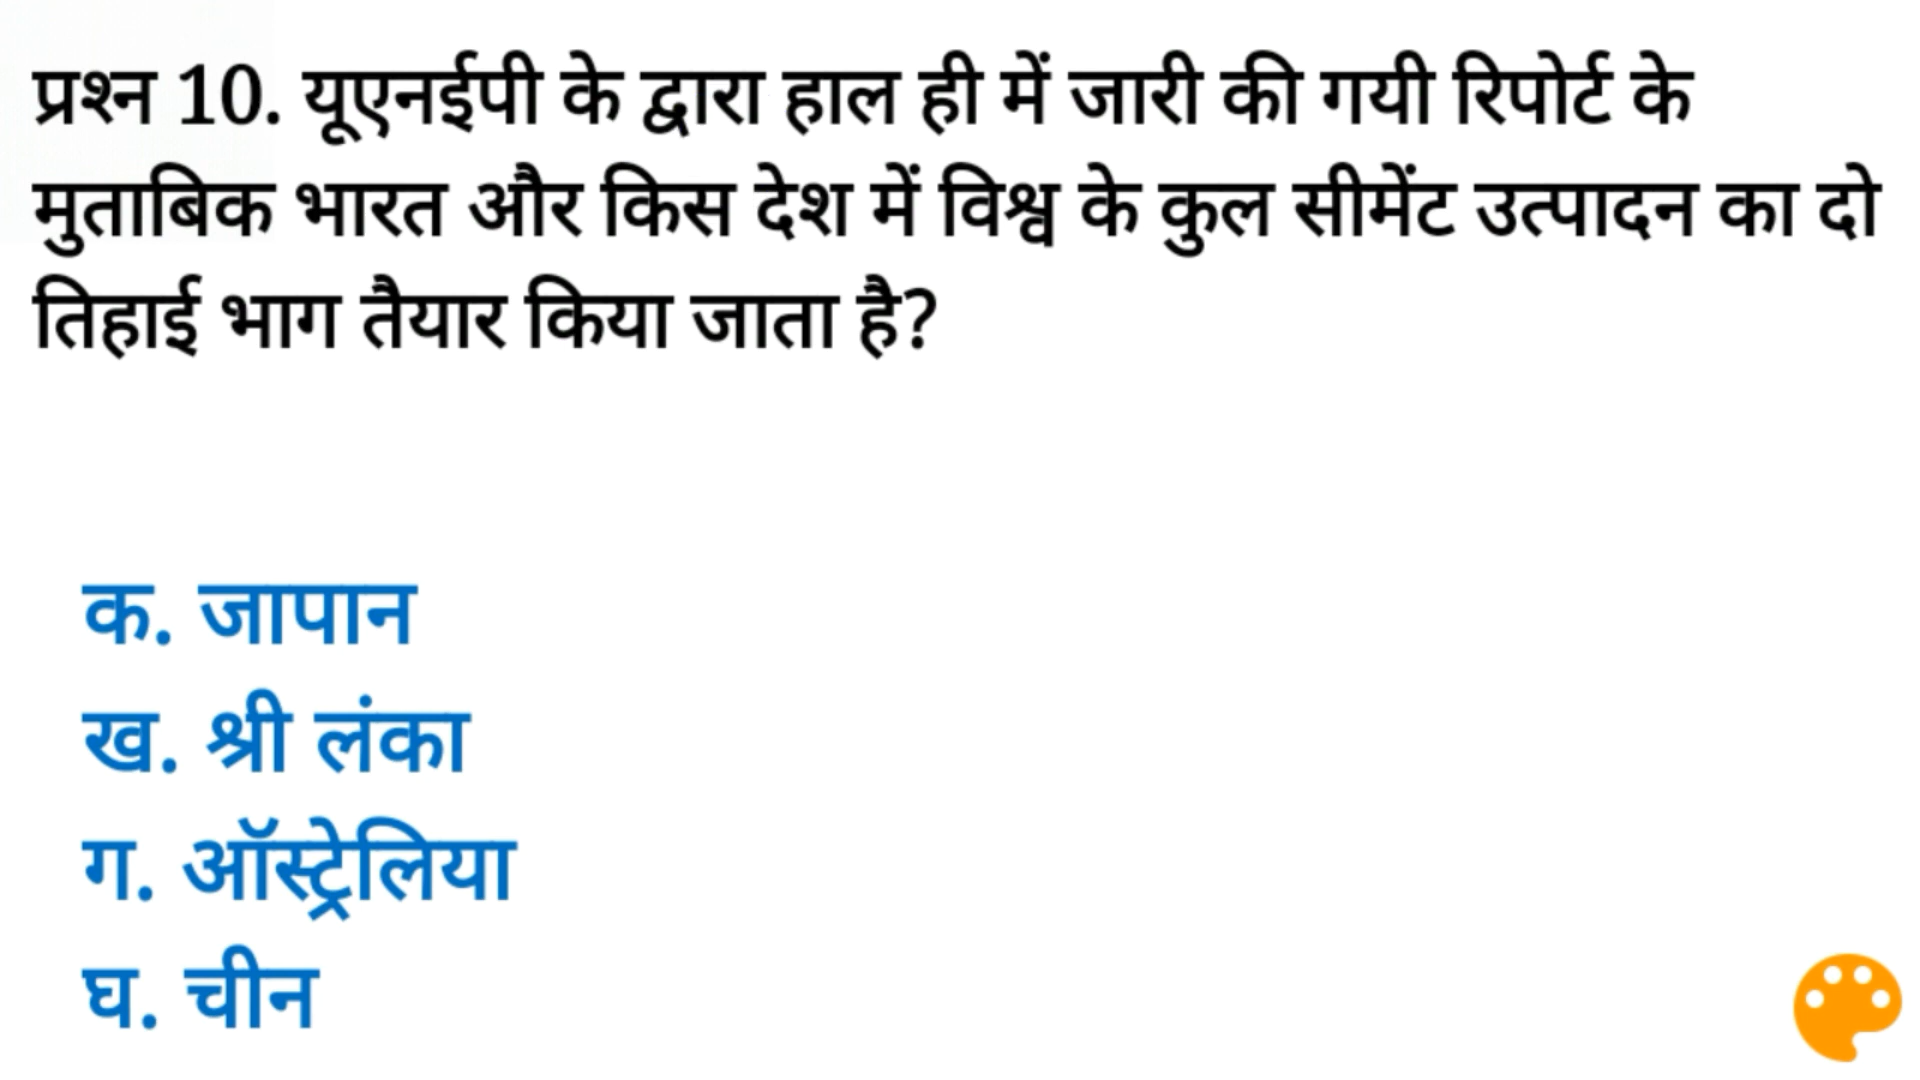 प्रश्न 10. यूएनईपी के द्वारा हाल ही में जारी की गयी रिपोर्ट के
मुताबिक भारत और किस देश में विश्व के कुल सीमेंट उत्पादन का दो
तिहाई भाग तैयार किया जाता है?
क. जापान
ख. श्री लंका
ग. ऑस्ट्रेलिया
घ. चीन